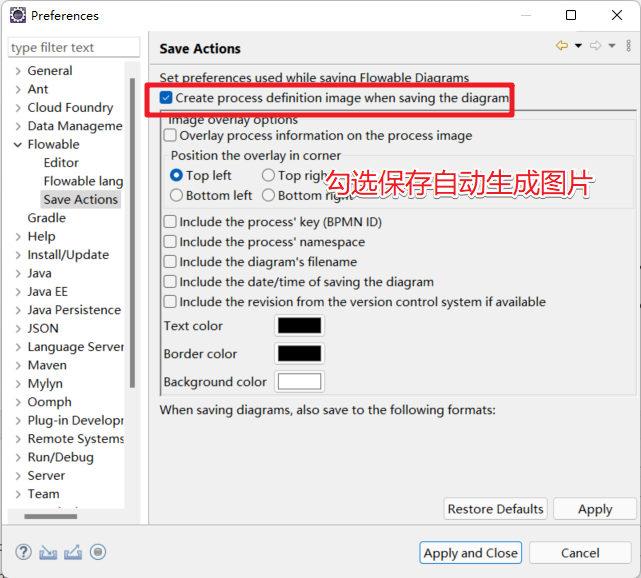 Preferences
type filter text
General
Ant
Cloud Foundry
Data Manageme
Flowable
Editor
Flowable lang
Save Actions
Gradle
Help
Install/Update
Java
Java EE
Java Persistence
JSON
Language Server
Maven
Mylyn
Oomph
Plug-in Develop
Remote Systems
Run/Debug
Server
Team
Save Actions
Set preferences used while saving Flowable Diagrams
Create process definition image when saving the diagram
Image overlay options
Overlay process information on the process image
Position the overlay in corner
Top left Top right
勾选保存自动生成图片
Bottom left Bottom right
Include the process' key (BPMN ID)
Include the process' namespace
Include the diagram's filename
Include the date/time of saving the diagram
Include the revision from the version control system if available
Text color
Border color
Background color
When saving diagrams, also save to the following formats:
Restore Defaults Apply
Apply and Close Cancel